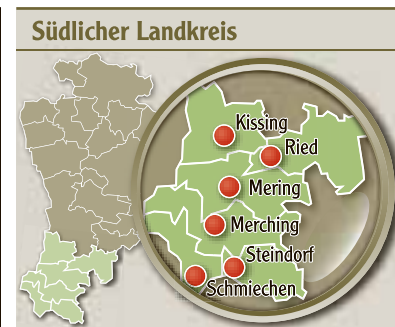 Südlicher Landkreis
Kissing
Ried
Mering
Merching
Steindorf
Schmiechen